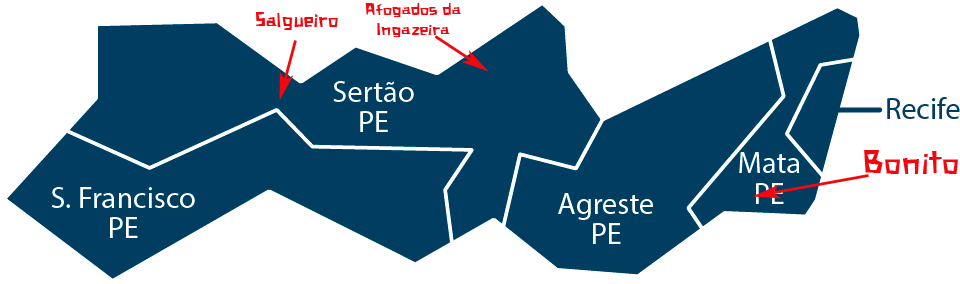 Salgueiro
Afogados da
Ingazeira
Sertão
PE
Recife
Bonito
Mata
PE
S. Francisco
PE
Agreste
PE